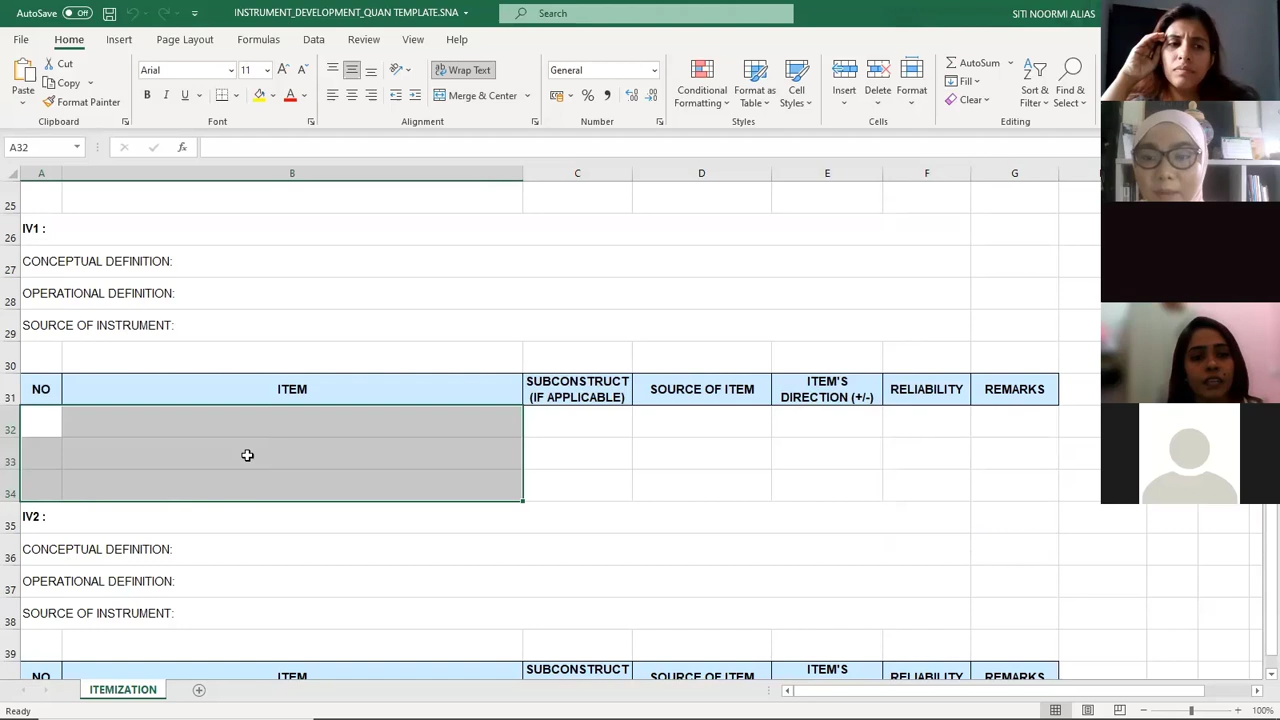 AutoSave Off INSTRUMENT_DEVELOPMENT_QUAN TEMPLATE.SNA Search SITI NOORMI ALIAS
File Home Insert Page Layout Formulas Data Review View Help
Paste Cut Copy Format Painter
Arial 11 A A
B I U A
Wrap Text
Merge & Center
General
% 9
Conditional Formatting Format as Table Cell Styles
Insert Delete Format
AutoSum Fill Clear
Sort & Filter Find & Select
Clipboard Font Alignment Number Styles Cells Editing
A32 fx
A B C D E F G
25
26 IV1 :
27 CONCEPTUAL DEFINITION:
28 OPERATIONAL DEFINITION:
29 SOURCE OF INSTRUMENT:
30
31 NO ITEM SUBCONSTRUCT (IF APPLICABLE) SOURCE OF ITEM ITEM'S DIRECTION (+/-) RELIABILITY REMARKS
32
33
34
35 IV2 :
36 CONCEPTUAL DEFINITION:
37 OPERATIONAL DEFINITION:
38 SOURCE OF INSTRUMENT:
39
NO ITEM SUBCONSTRUCT SOURCE OF ITEM ITEM'S RELIABILITY REMARKS
ITEMIZATION
Ready 100%